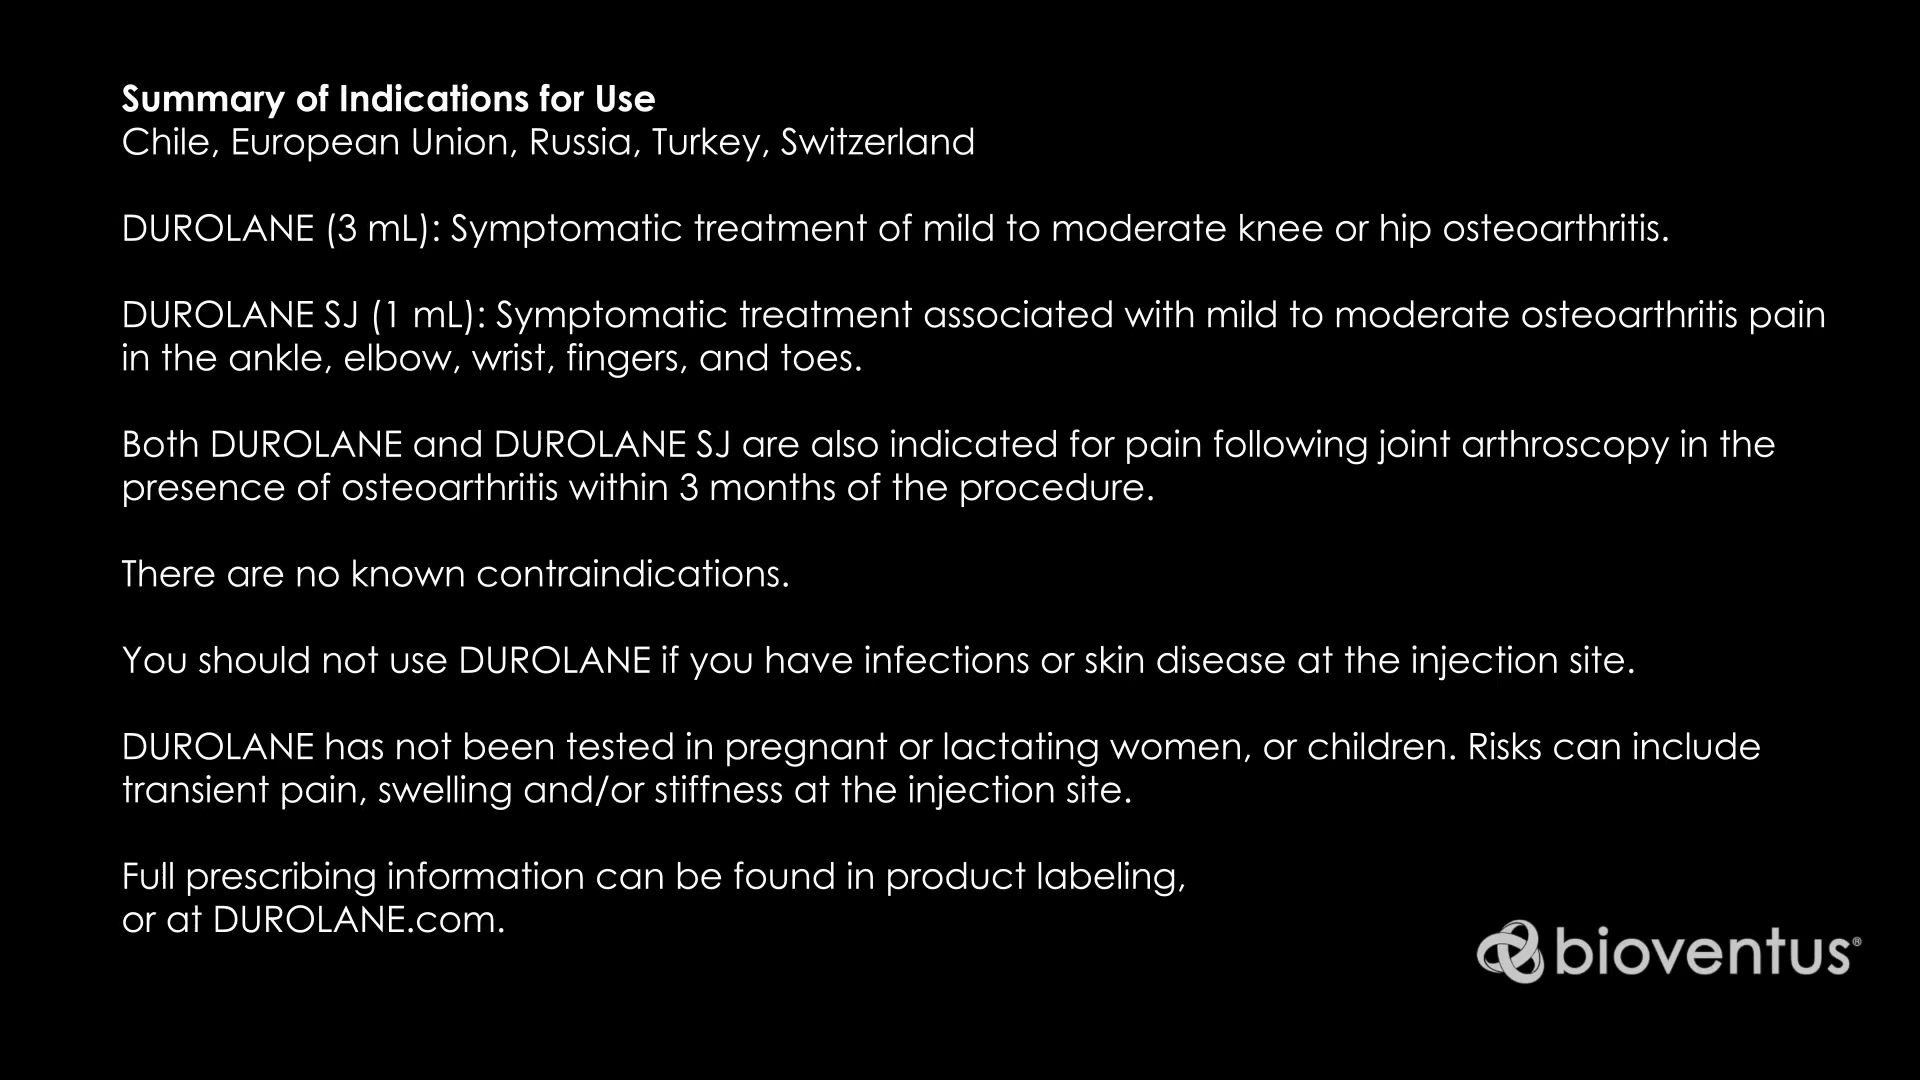 Summary of Indications for Use
Chile, European Union, Russia, Turkey, Switzerland
DUROLANE (3 mL): Symptomatic treatment of mild to moderate knee or hip osteoarthritis.
DUROLANE SJ (1 mL): Symptomatic treatment associated with mild to moderate osteoarthritis pain
in the ankle, elbow, wrist, fingers, and toes.
Both DUROLANE and DUROLANE SJ are also indicated for pain following joint arthroscopy in the
presence of osteoarthritis within 3 months of the procedure.
There are no known contraindications.
You should not use DUROLANE if you have infections or skin disease at the injection site.
DUROLANE has not been tested in pregnant or lactating women, or children. Risks can include
transient pain, swelling and/or stiffness at the injection site.
Full prescribing information can be found in product labeling,
or at DUROLANE.com.
bioventus®